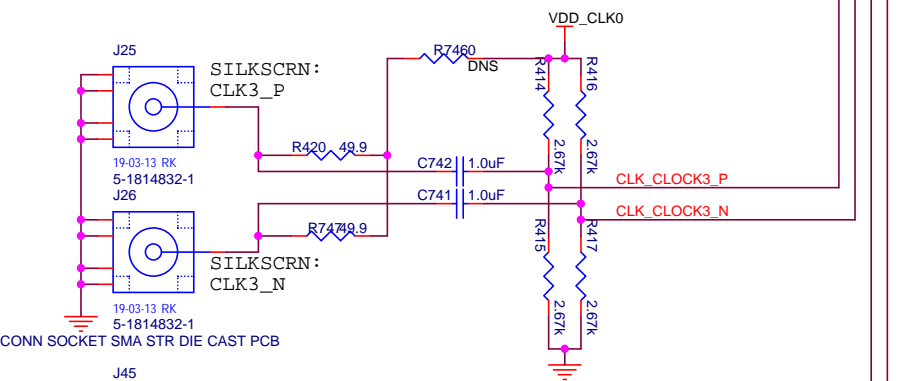 VDD_CLK0
J25
R7460
DNS
SILKSCRN:
CLK3_P
R414
R416
R420 49.9
2.67k
2.67k
19-03-13 RK
5-1814832-1
C742 1.0uF
CLK_CLOCK3_P
J26
C741 1.0uF
CLK_CLOCK3_N
R74749.9
R415
R417
SILKSCRN:
CLK3_N
2.67k
2.67k
19-03-13 RK
5-1814832-1
CONN SOCKET SMA STR DIE CAST PCB
J45